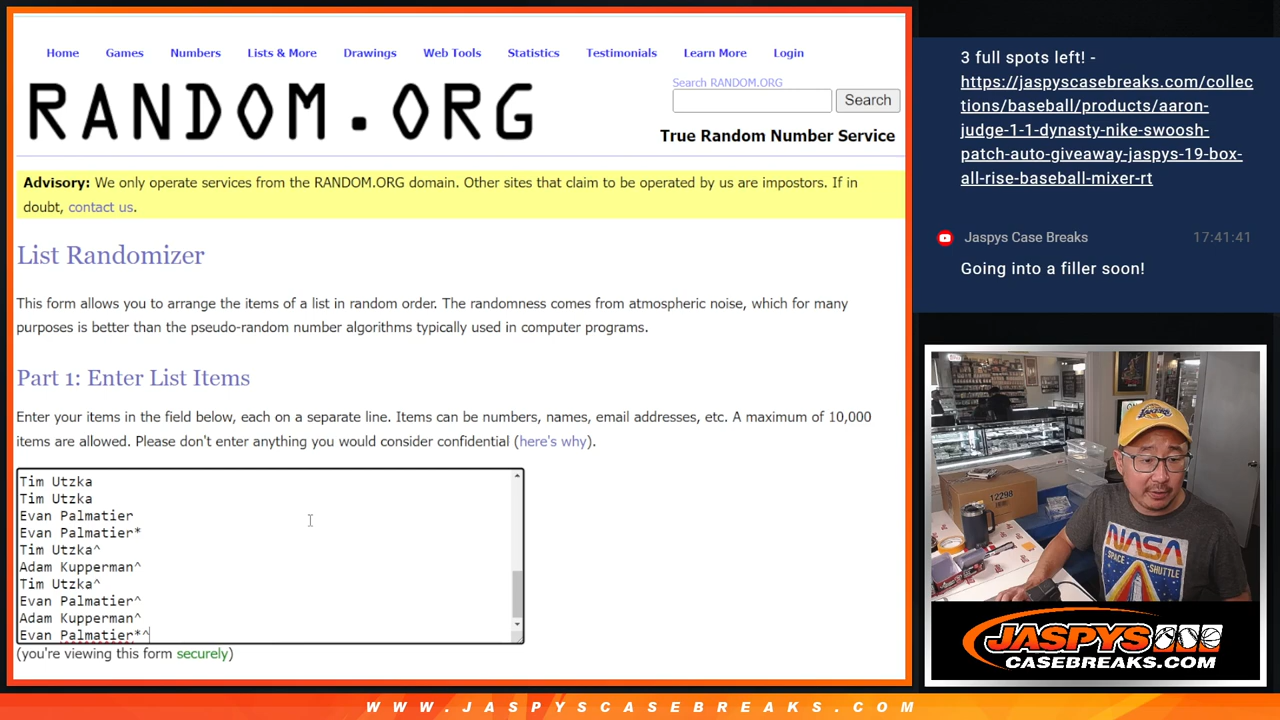 Home Games Numbers Lists & More Drawings Web Tools Statistics Testimonials Learn More Login
RANDOM.ORG
Search RANDOM.ORG
Search
True Random Number Service
Advisory: We only operate services from the RANDOM.ORG domain. Other sites that claim to be operated by us are impostors. If in
doubt, contact us.
List Randomizer
This form allows you to arrange the items of a list in random order. The randomness comes from atmospheric noise, which for many
purposes is better than the pseudo-random number algorithms typically used in computer programs.
Part 1: Enter List Items
Enter your items in the field below, each on a separate line. Items can be numbers, names, email addresses, etc. A maximum of 10,000
items are allowed. Please don't enter anything you would consider confidential (here's why).
Tim Utzka
Tim Utzka
Evan Palmatier
Evan Palmatier*
Tim Utzka^
Adam Kupperman^
Tim Utzka^
Evan Palmatier^
Adam Kupperman^
Evan Palmatier*^
(you're viewing this form securely)
3 full spots left! -
https://jaspyscasebreaks.com/collec
tions/baseball/products/aaron-
judge-1-1-dynasty-nike-swoosh-
patch-auto-giveaway-jaspys-19-box-
all-rise-baseball-mixer-rt
Jaspys Case Breaks 17:41:41
Going into a filler soon!
12298
NASA
SPACE SHUTTLE
JASPYS
CASEBREAKS.COM
WWW.JASPYSCASEBREAKS.COM